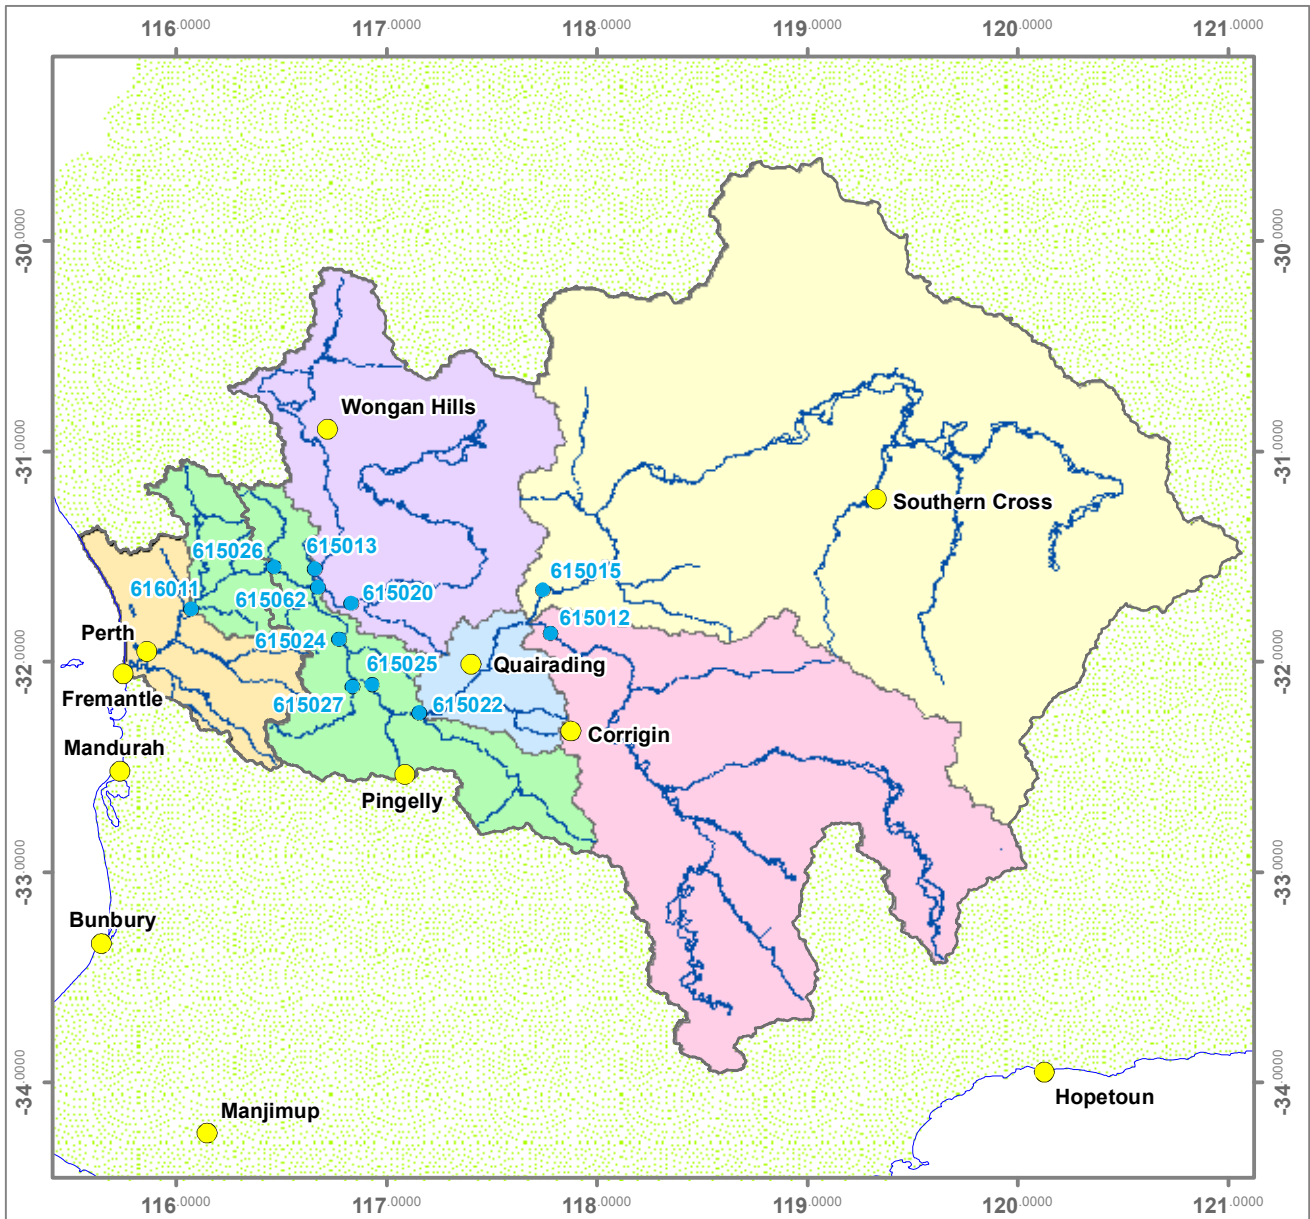 116.0000 117.0000 118.0000 119.0000 120.0000 121.0000
-30.0000 -30.0000
Wongan Hills
-31.0000 -31.0000
Southern Cross
615026 615013
616011 615062 615020 615015
615012
Perth 615024
615025 Quairading
-32.0000 -32.0000
Fremantle 615027 615022
Mandurah Corrigin
Pingelly
-33.0000 -33.0000
Bunbury
-34.0000 -34.0000
Manjimup Hopetoun
116.0000 117.0000 118.0000 119.0000 120.0000 121.0000